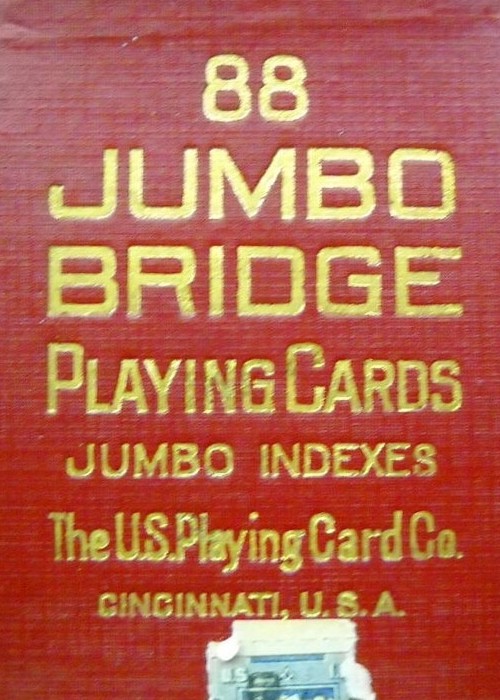 88
JUMBO
BRIDGE
PLAYING CARDS
JUMBO INDEXES
The U.S. Playing Card Co.
CINCINNATI, U.S.A.
U.S